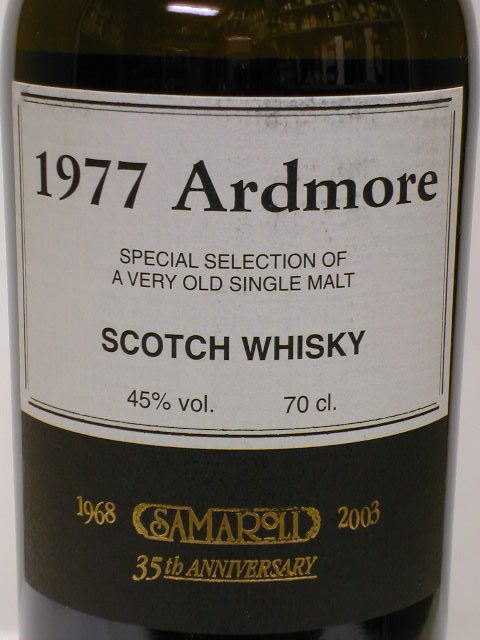 1977 Ardmore
SPECIAL SELECTION OF
A VERY OLD SINGLE MALT
SCOTCH WHISKY
45% vol. 70 cl.
1968 SAMAROLI 2003
35th ANNIVERSARY